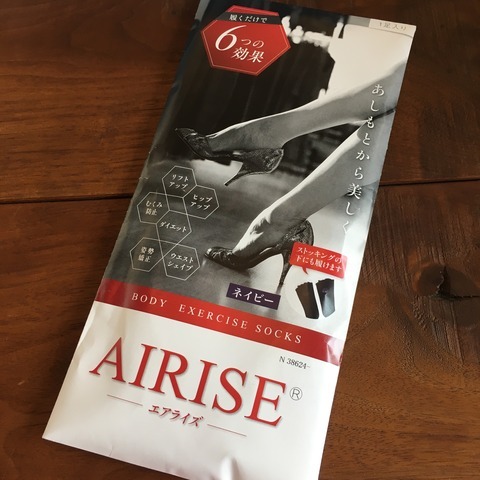 履くだけで
6つの
効果
1足入り
あしもとから美しく
リフト
アップ
ヒップ
アップ
むくみ
防止
ダイエット
姿勢
矯正
ウエスト
シェイプ
ストッキングの
下にも履けます
ネイビー
BODY EXERCISE SOCKS
N 38624-
AIRISE®
エアライズ